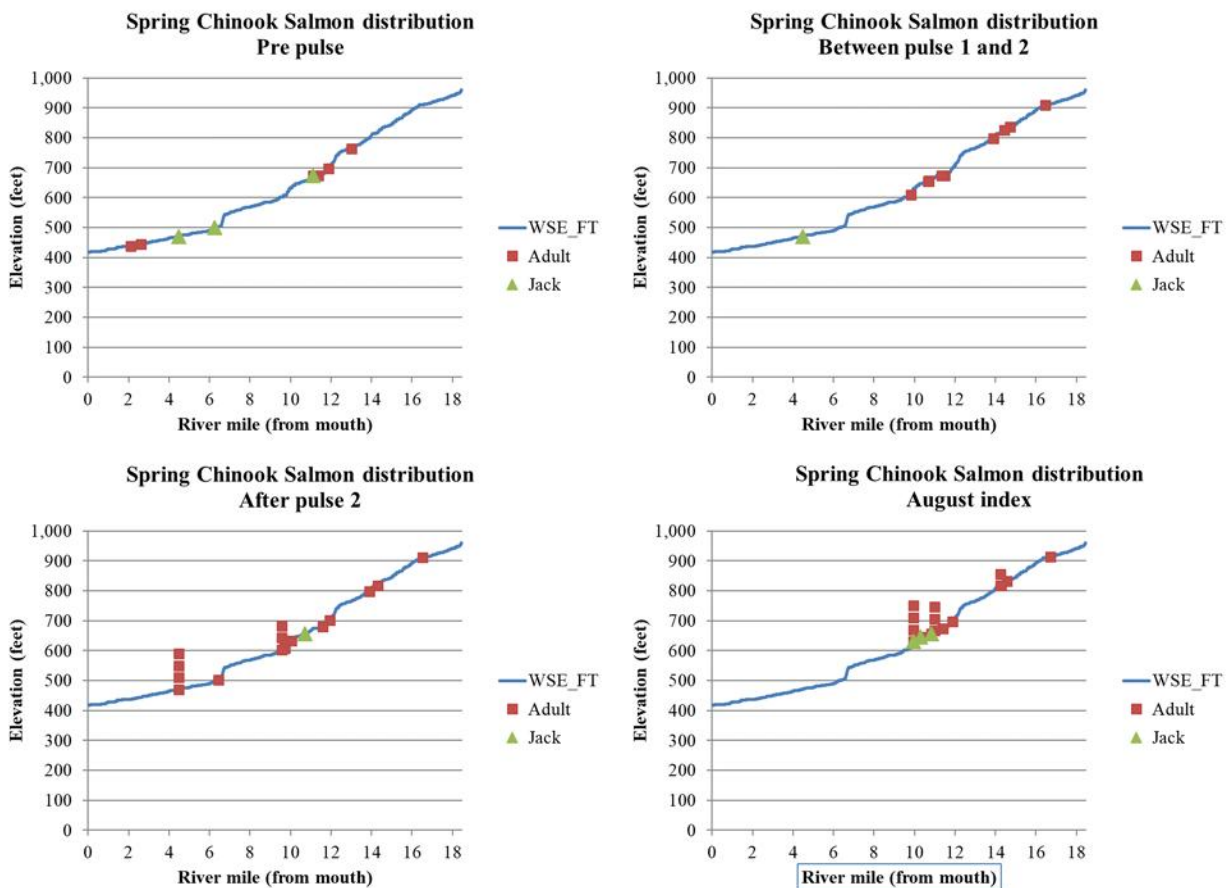 Spring Chinook Salmon distribution
Pre pulse
1,000
900
800
700
600
500
400
300
200
100
0
Elevation (feet)
0 2 4 6 8 10 12 14 16 18
River mile (from mouth)
WSE_FT
Adult
Jack
Spring Chinook Salmon distribution
Between pulse 1 and 2
1,000
900
800
700
600
500
400
300
200
100
0
Elevation (feet)
0 2 4 6 8 10 12 14 16 18
River mile (from mouth)
WSE_FT
Adult
Jack
Spring Chinook Salmon distribution
After pulse 2
1,000
900
800
700
600
500
400
300
200
100
0
Elevation (feet)
0 2 4 6 8 10 12 14 16 18
River mile (from mouth)
WSE_FT
Adult
Jack
Spring Chinook Salmon distribution
August index
1,000
900
800
700
600
500
400
300
200
100
0
Elevation (feet)
0 2 4 6 8 10 12 14 16 18
River mile (from mouth)
WSE_FT
Adult
Jack